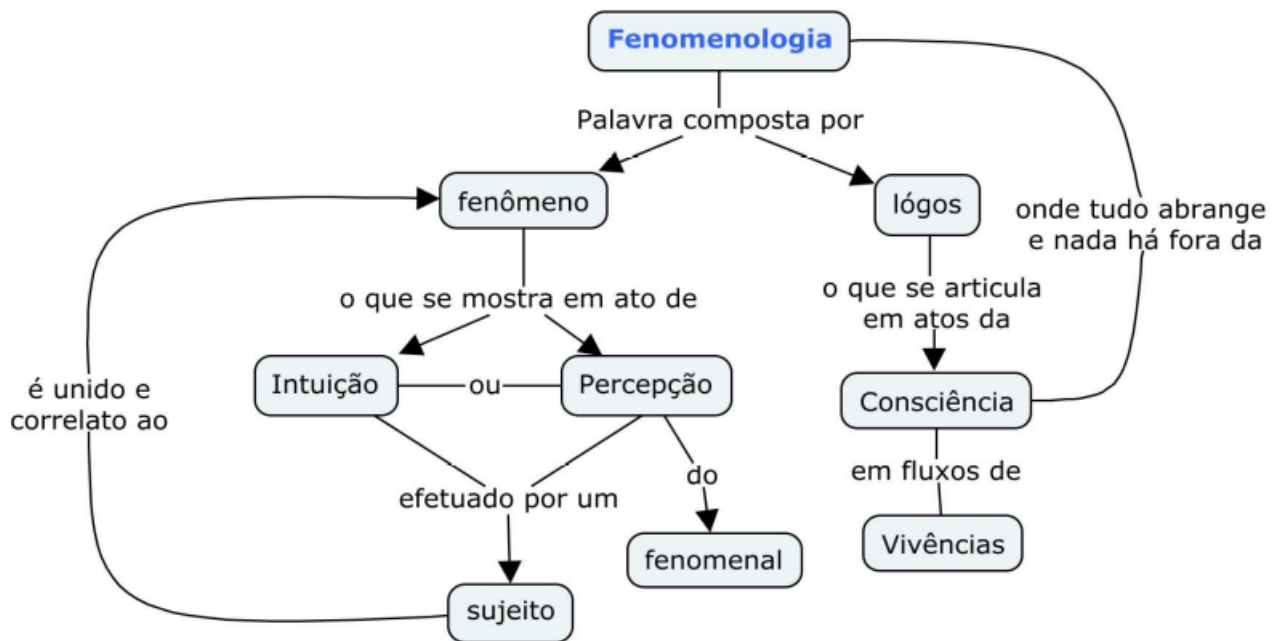 Fenomenologia
Palavra composta por
fenômeno
lógos
onde tudo abrange
e nada há fora da
o que se mostra em ato de
o que se articula
em atos da
Intuição
ou
Percepção
Consciência
é unido e
correlato ao
em fluxos de
do
efetuado por um
Vivências
fenomenal
sujeito